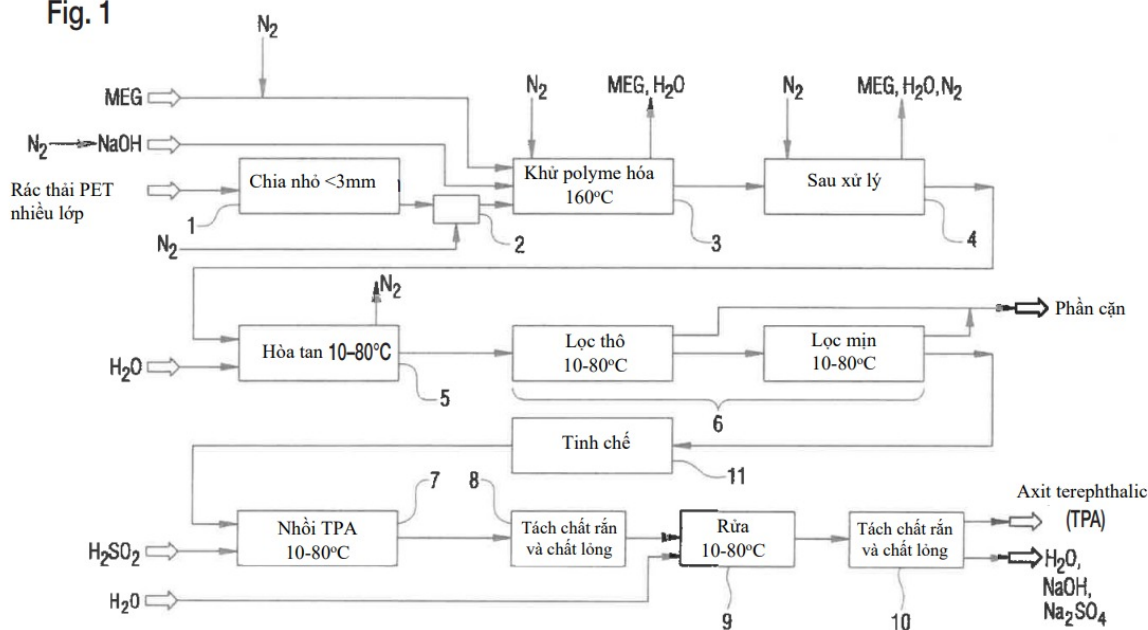 Fig. 1
N₂
MEG
N₂
MEG, H₂O
N₂
MEG, H₂O, N₂
N₂ NaOH
Rác thải PET
nhiều lớp
Chia nhỏ <3mm
Khử polyme hóa
160°C
Sau xử lý
1
N₂
2
3
4
N₂
Phần cặn
H₂O
Hòa tan 10–80°C
Lọc thô
10-80°C
Lọc mịn
10-80°C
5
6
Tinh chế
11
7
8
Axit terephthalic
(TPA)
H₂SO₂
Nhồi TPA
10-80°C
Tách chất rắn
và chất lỏng
Rửa
10-80°C
Tách chất rắn
và chất lỏng
H₂O
H₂O,
NaOH,
Na₂SO₄
9
10